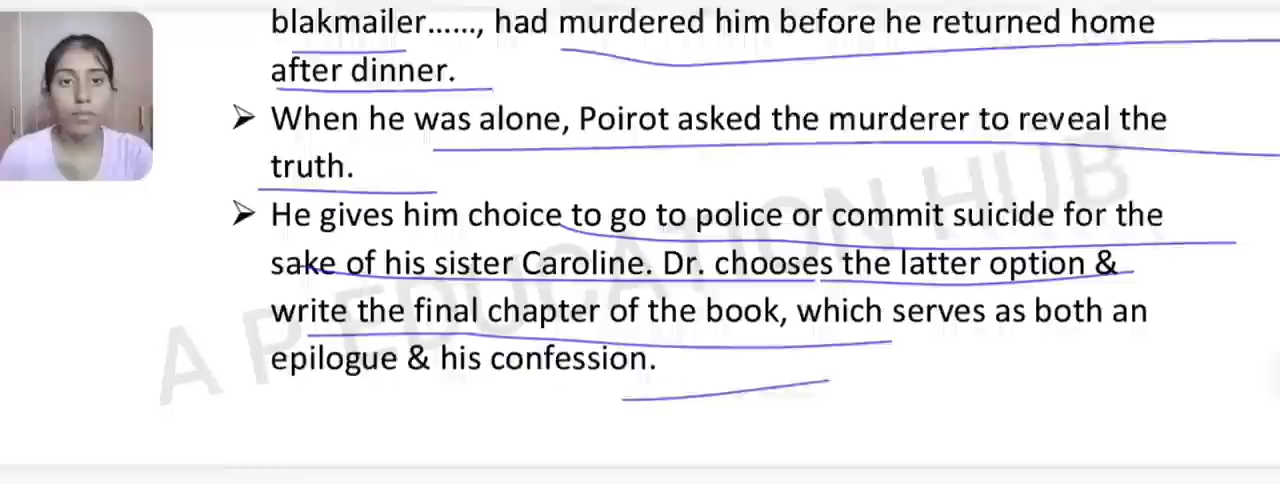 blakmailer......, had murdered him before he returned home
after dinner.
➢ When he was alone, Poirot asked the murderer to reveal the
truth.
➢ He gives him choice to go to police or commit suicide for the
sake of his sister Caroline. Dr. chooses the latter option &
write the final chapter of the book, which serves as both an
epilogue & his confession.
A P EDUCATION HUB